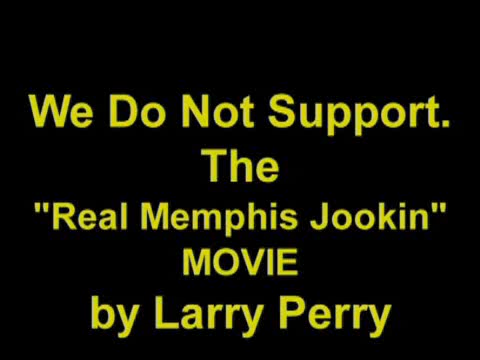 We Do Not Support.
The
"Real Memphis Jookin"
MOVIE
by Larry Perry